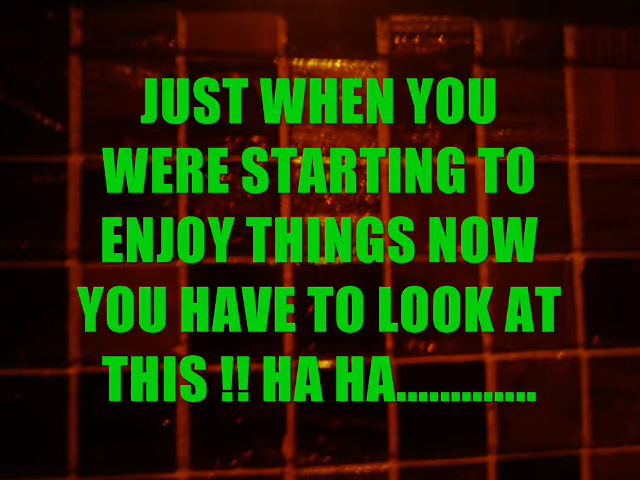 JUST WHEN YOU
WERE STARTING TO
ENJOY THINGS NOW
YOU HAVE TO LOOK AT
THIS !! HA HA.............